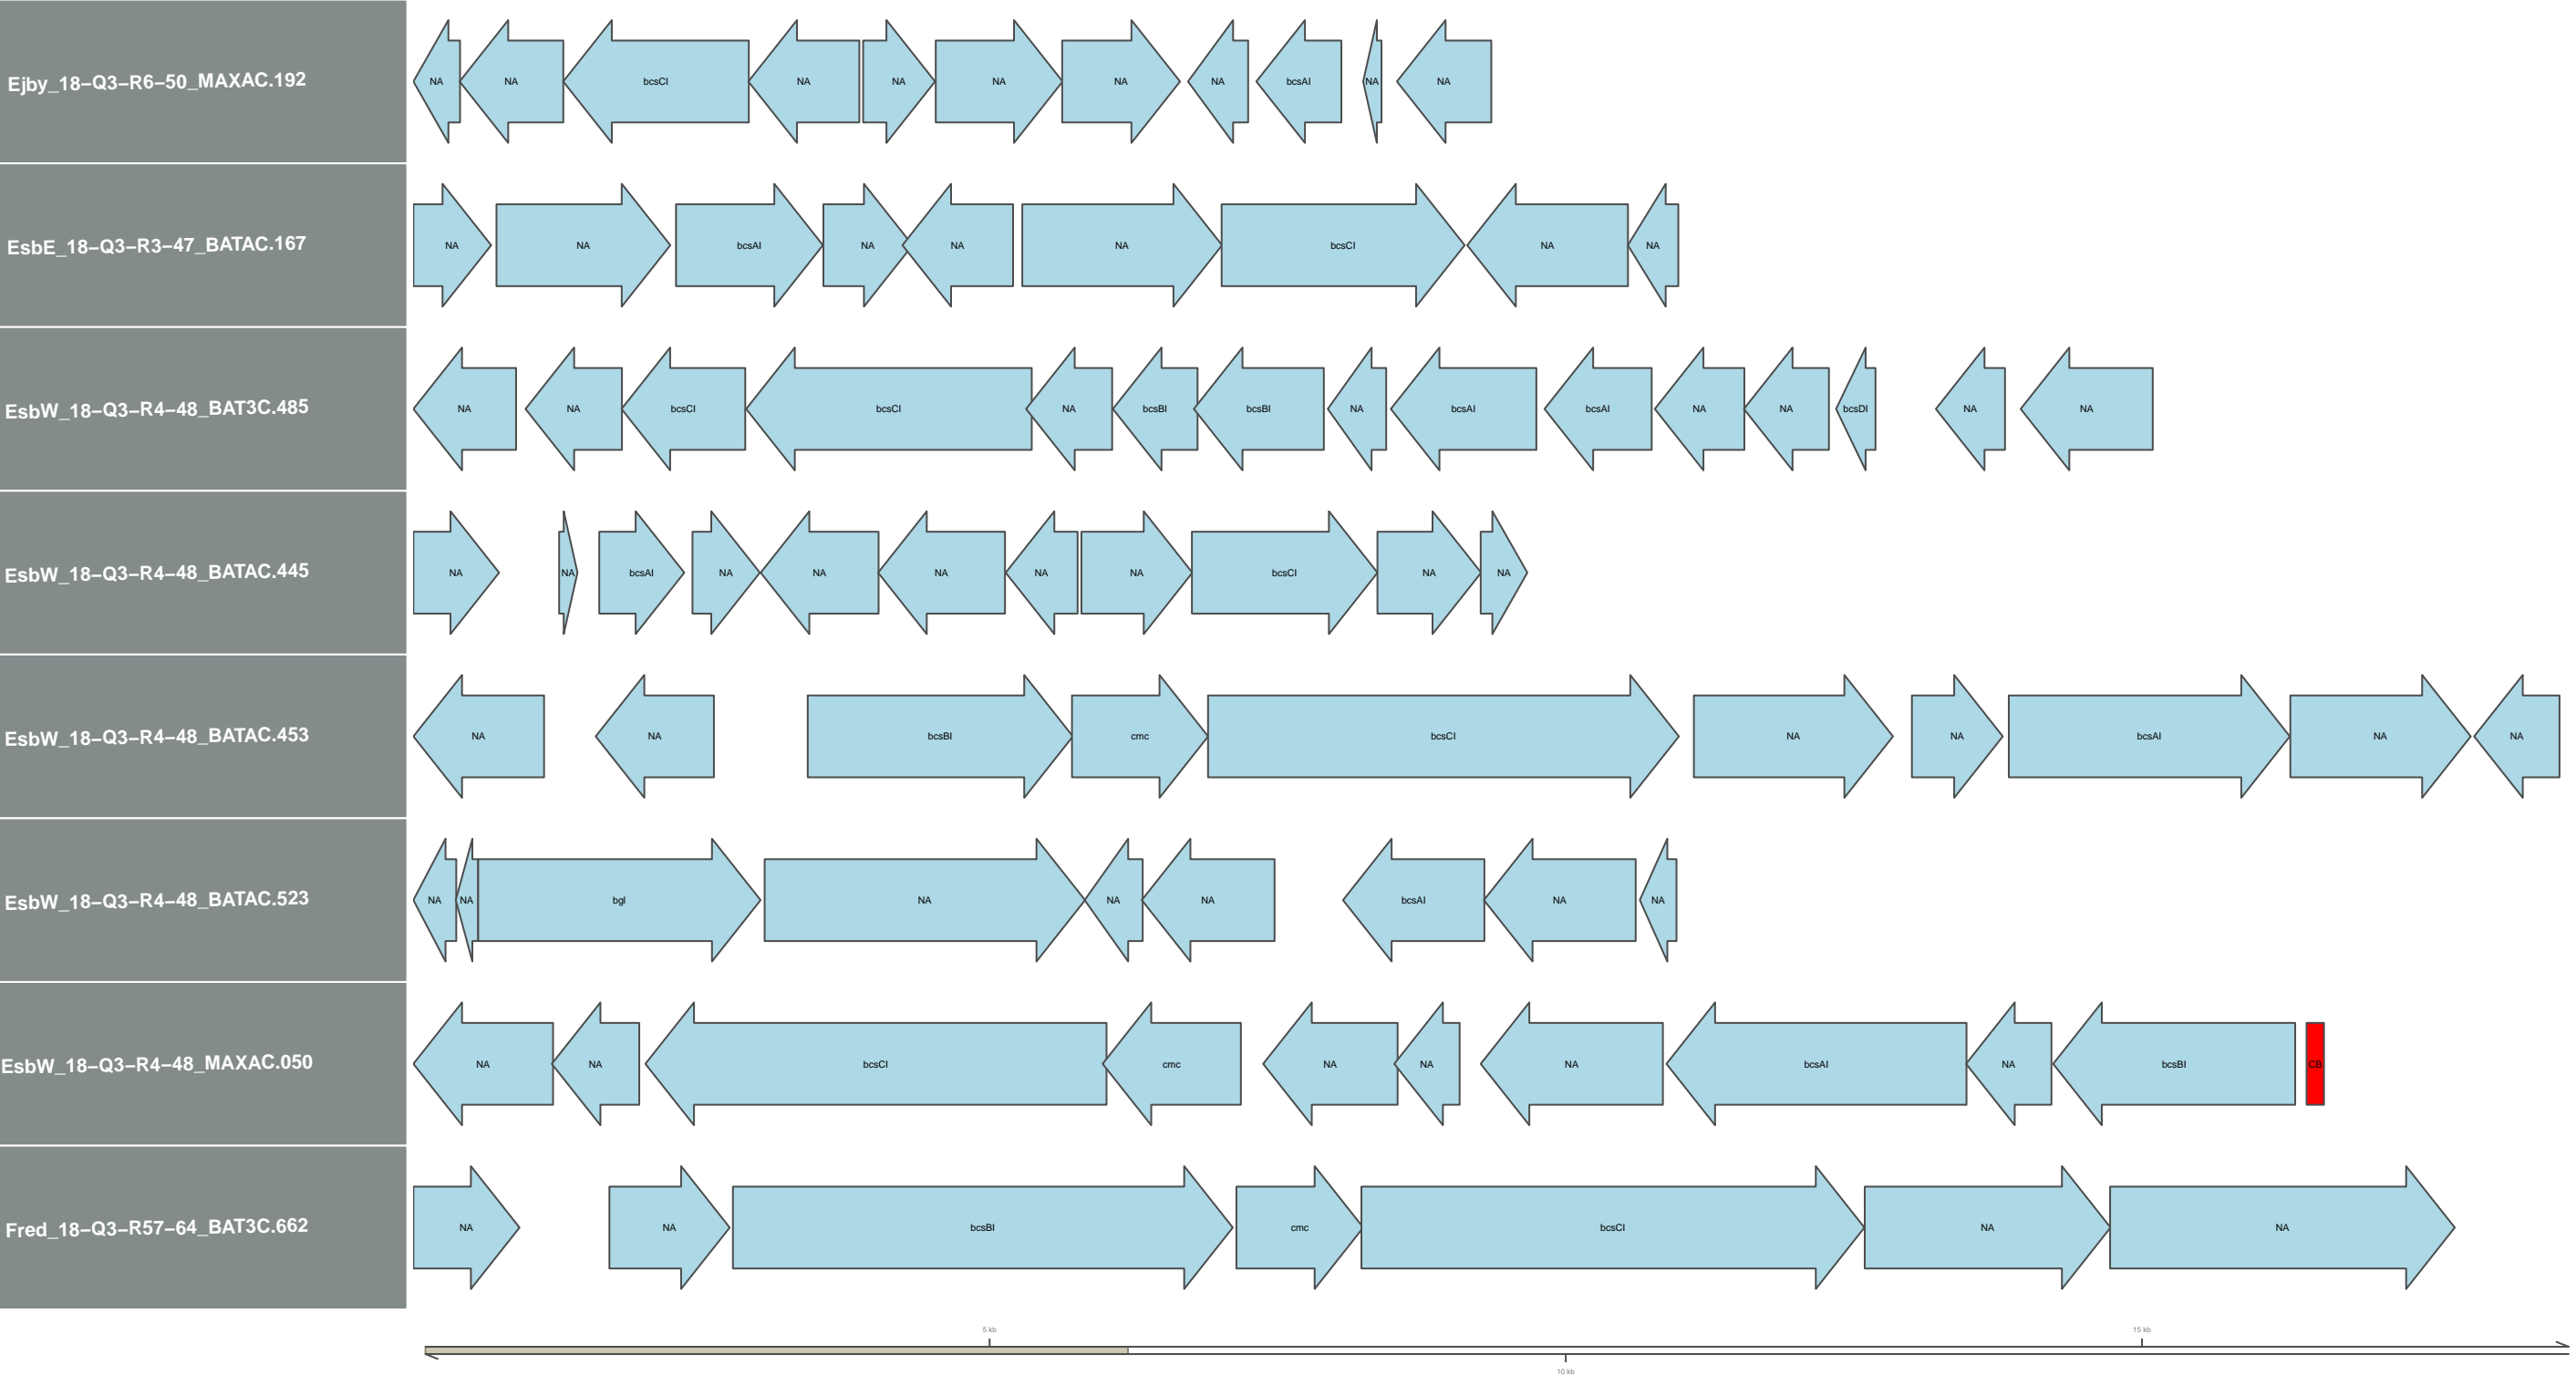 Ejby_18–Q3–R6–50_MAXAC.192 NA NA bcsCI NA NA NA NA NA bcsAI NA NA
EsbE_18–Q3–R3–47_BATAC.167 NA NA bcsAI NA NA NA bcsCI NA NA
EsbW_18–Q3–R4–48_BAT3C.485 NA NA bcsCI bcsCI NA bcsBI bcsBI NA bcsAI bcsAI NA NA bcsDI NA NA
EsbW_18–Q3–R4–48_BATAC.445 NA NA bcsAI NA NA NA NA NA bcsCI NA NA
EsbW_18–Q3–R4–48_BATAC.453 NA NA bcsBI cmc bcsCI NA NA bcsAI NA NA
EsbW_18–Q3–R4–48_BATAC.523 NA NA bgl NA NA NA bcsAI NA NA
EsbW_18–Q3–R4–48_MAXAC.050 NA NA bcsCI cmc NA NA NA bcsAI NA bcsBI CB
Fred_18–Q3–R57–64_BAT3C.662 NA NA bcsBI cmc bcsCI NA NA
5 kb 15 kb
10 kb